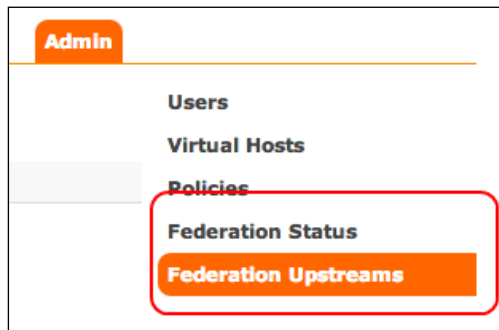 Admin
Users
Virtual Hosts
Policies
Federation Status
Federation Upstreams